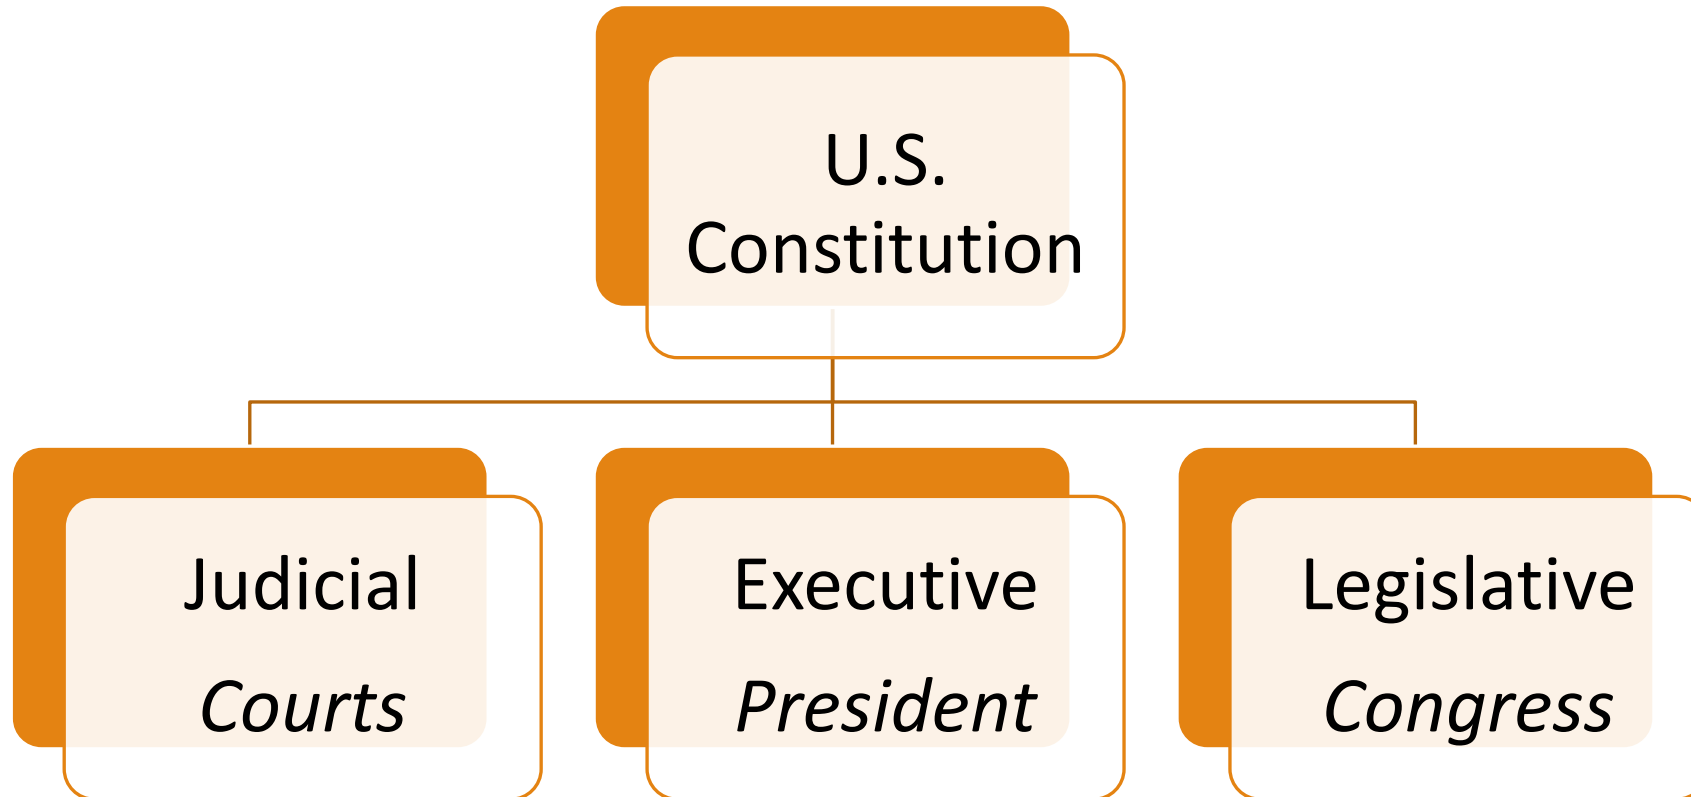 U.S.
Constitution
Judicial
Courts
Executive
President
Legislative
Congress